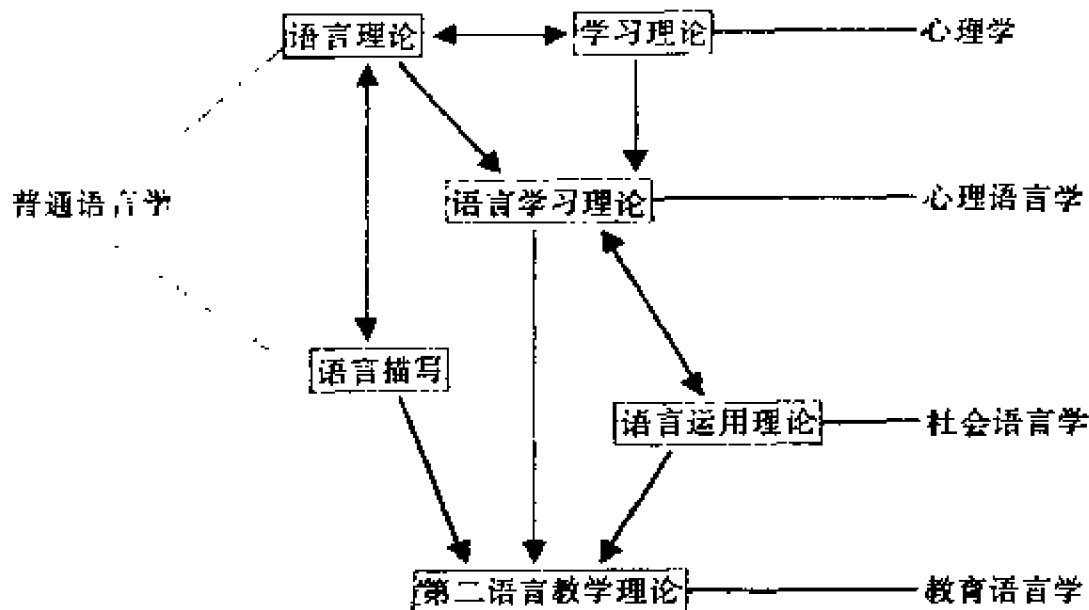 语言理论 学习理论 心理学
普通语言学 语言学习理论 心理语言学
语言描写
语言运用理论 社会语言学
第二语言教学理论 教育语言学